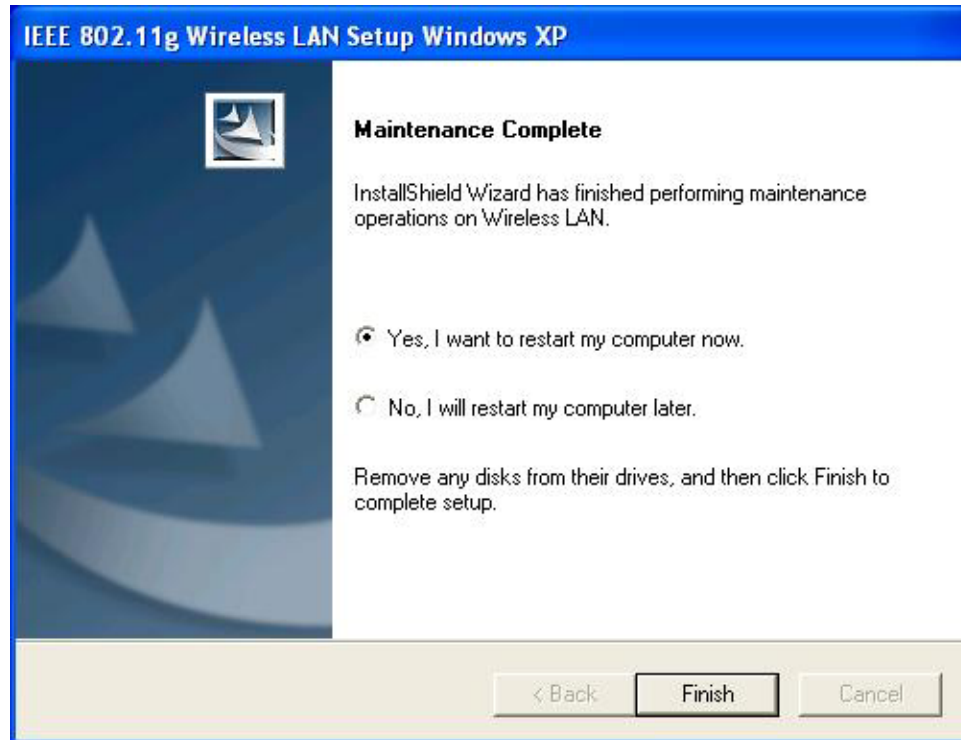 IEEE 802.11g Wireless LAN Setup Windows XP
Maintenance Complete
InstallShield Wizard has finished performing maintenance
operations on Wireless LAN.
Yes, I want to restart my computer now.
No, I will restart my computer later.
Remove any disks from their drives, and then click Finish to
complete setup.
< Back Finish Cancel